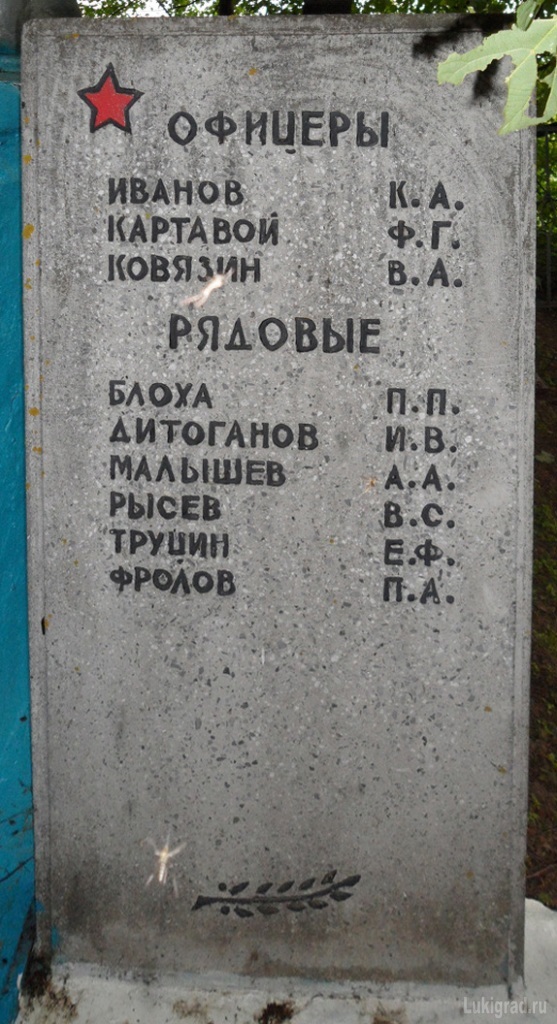 ОФИЦЕРЫ
ИВАНОВ К.А.
КАРТАВОЙ Ф.Г.
КОВЯЗИН В.А.
РЯДОВЫЕ
БЛОХА П.П.
ДИТОГАНОВ И.В.
МАЛЫШЕВ А.А.
РЫСЕВ В.С.
ТРУЦИН Е.Ф.
ФРОЛОВ П.А.
Lukigrad.ru